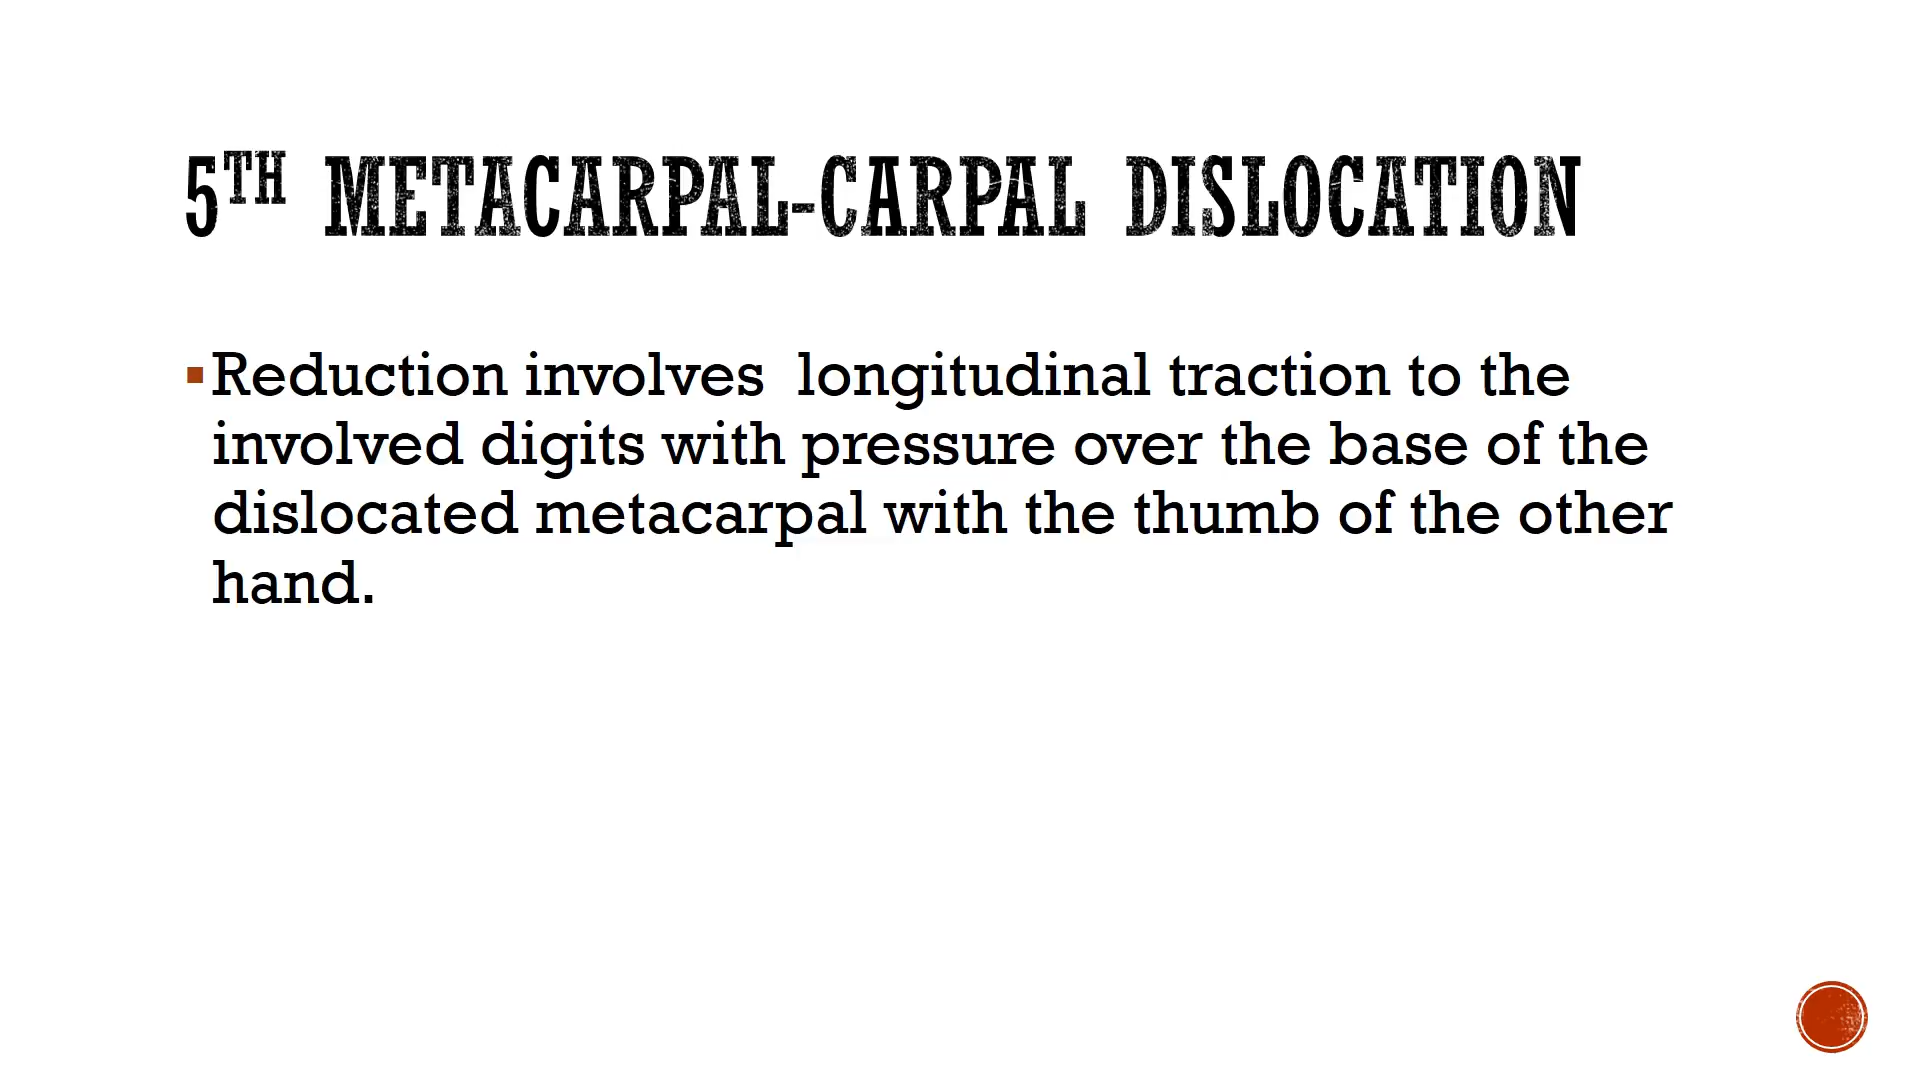 5TH METACARPAL-CARPAL DISLOCATION
▪Reduction involves  longitudinal traction to the
involved digits with pressure over the base of the
dislocated metacarpal with the thumb of the other
hand.